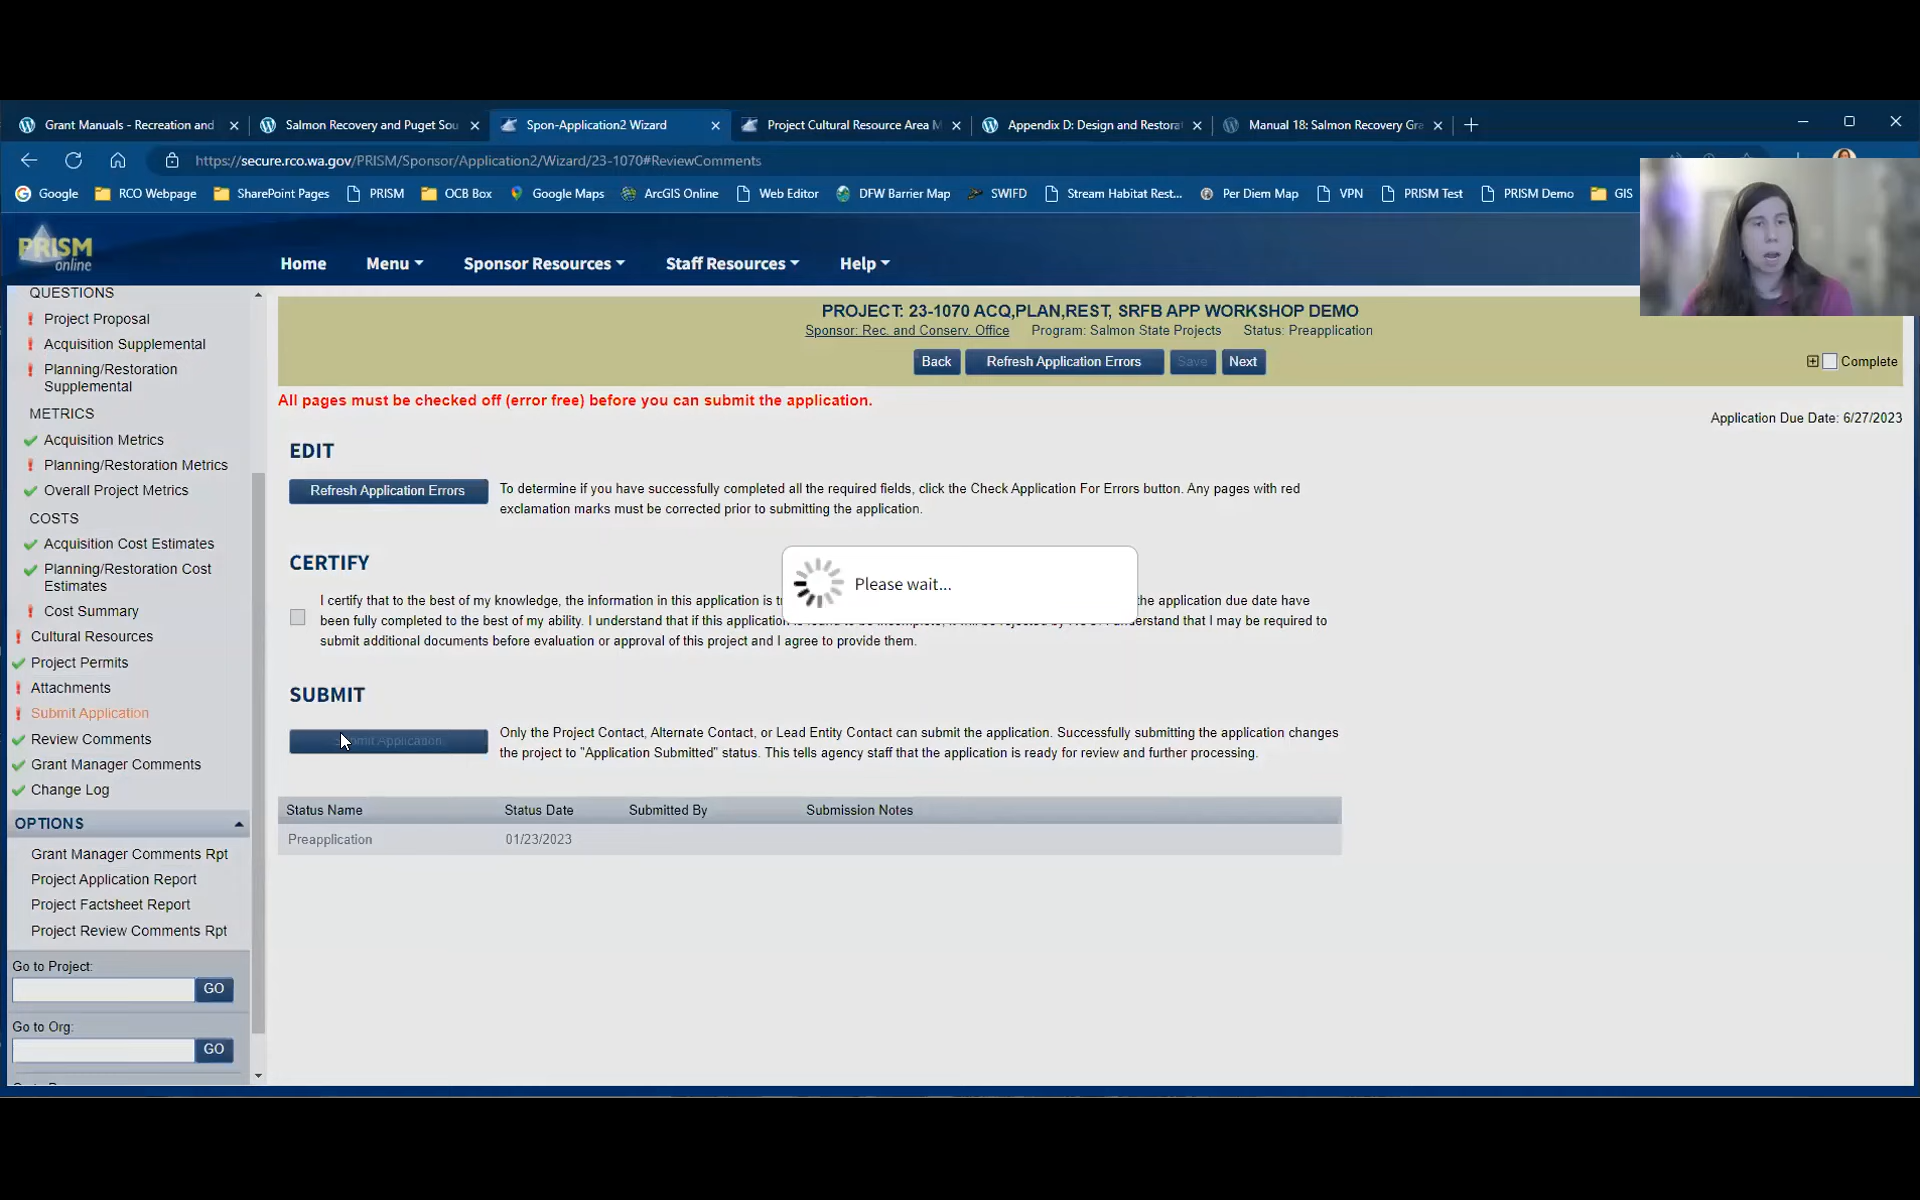 Grant Manuals - Recreation and
Salmon Recovery and Puget Sou
Spon-Application2 Wizard
Project Cultural Resource Area M
Appendix D: Design and Restorat
Manual 18: Salmon Recovery Gra
https://secure.rco.wa.gov/PRISM/Sponsor/Application2/Wizard/23-1070#ReviewComments
Google RCO Webpage SharePoint Pages PRISM OCB Box Google Maps ArcGIS Online Web Editor DFW Barrier Map SWIFD Stream Habitat Rest... Per Diem Map VPN PRISM Test PRISM Demo GIS
PRISM
online
Home Menu Sponsor Resources Staff Resources Help
QUESTIONS
Project Proposal
Acquisition Supplemental
Planning/Restoration
Supplemental
METRICS
Acquisition Metrics
Planning/Restoration Metrics
Overall Project Metrics
COSTS
Acquisition Cost Estimates
Planning/Restoration Cost
Estimates
Cost Summary
Cultural Resources
Project Permits
Attachments
Submit Application
Review Comments
Grant Manager Comments
Change Log
OPTIONS
Grant Manager Comments Rpt
Project Application Report
Project Factsheet Report
Project Review Comments Rpt
Go to Project:
GO
Go to Org:
GO
PROJECT: 23-1070 ACQ,PLAN,REST, SRFB APP WORKSHOP DEMO
Sponsor: Rec. and Conserv. Office Program: Salmon State Projects Status: Preapplication
Back Refresh Application Errors Save Next
Complete
All pages must be checked off (error free) before you can submit the application.
Application Due Date: 6/27/2023
EDIT
Refresh Application Errors
To determine if you have successfully completed all the required fields, click the Check Application For Errors button. Any pages with red
exclamation marks must be corrected prior to submitting the application.
CERTIFY
Please wait...
I certify that to the best of my knowledge, the information in this application is the application due date have
been fully completed to the best of my ability. I understand that if this application understand that I may be required to
submit additional documents before evaluation or approval of this project and I agree to provide them.
SUBMIT
Application
Only the Project Contact, Alternate Contact, or Lead Entity Contact can submit the application. Successfully submitting the application changes
the project to "Application Submitted" status. This tells agency staff that the application is ready for review and further processing.
Status Name Status Date Submitted By Submission Notes
Preapplication 01/23/2023